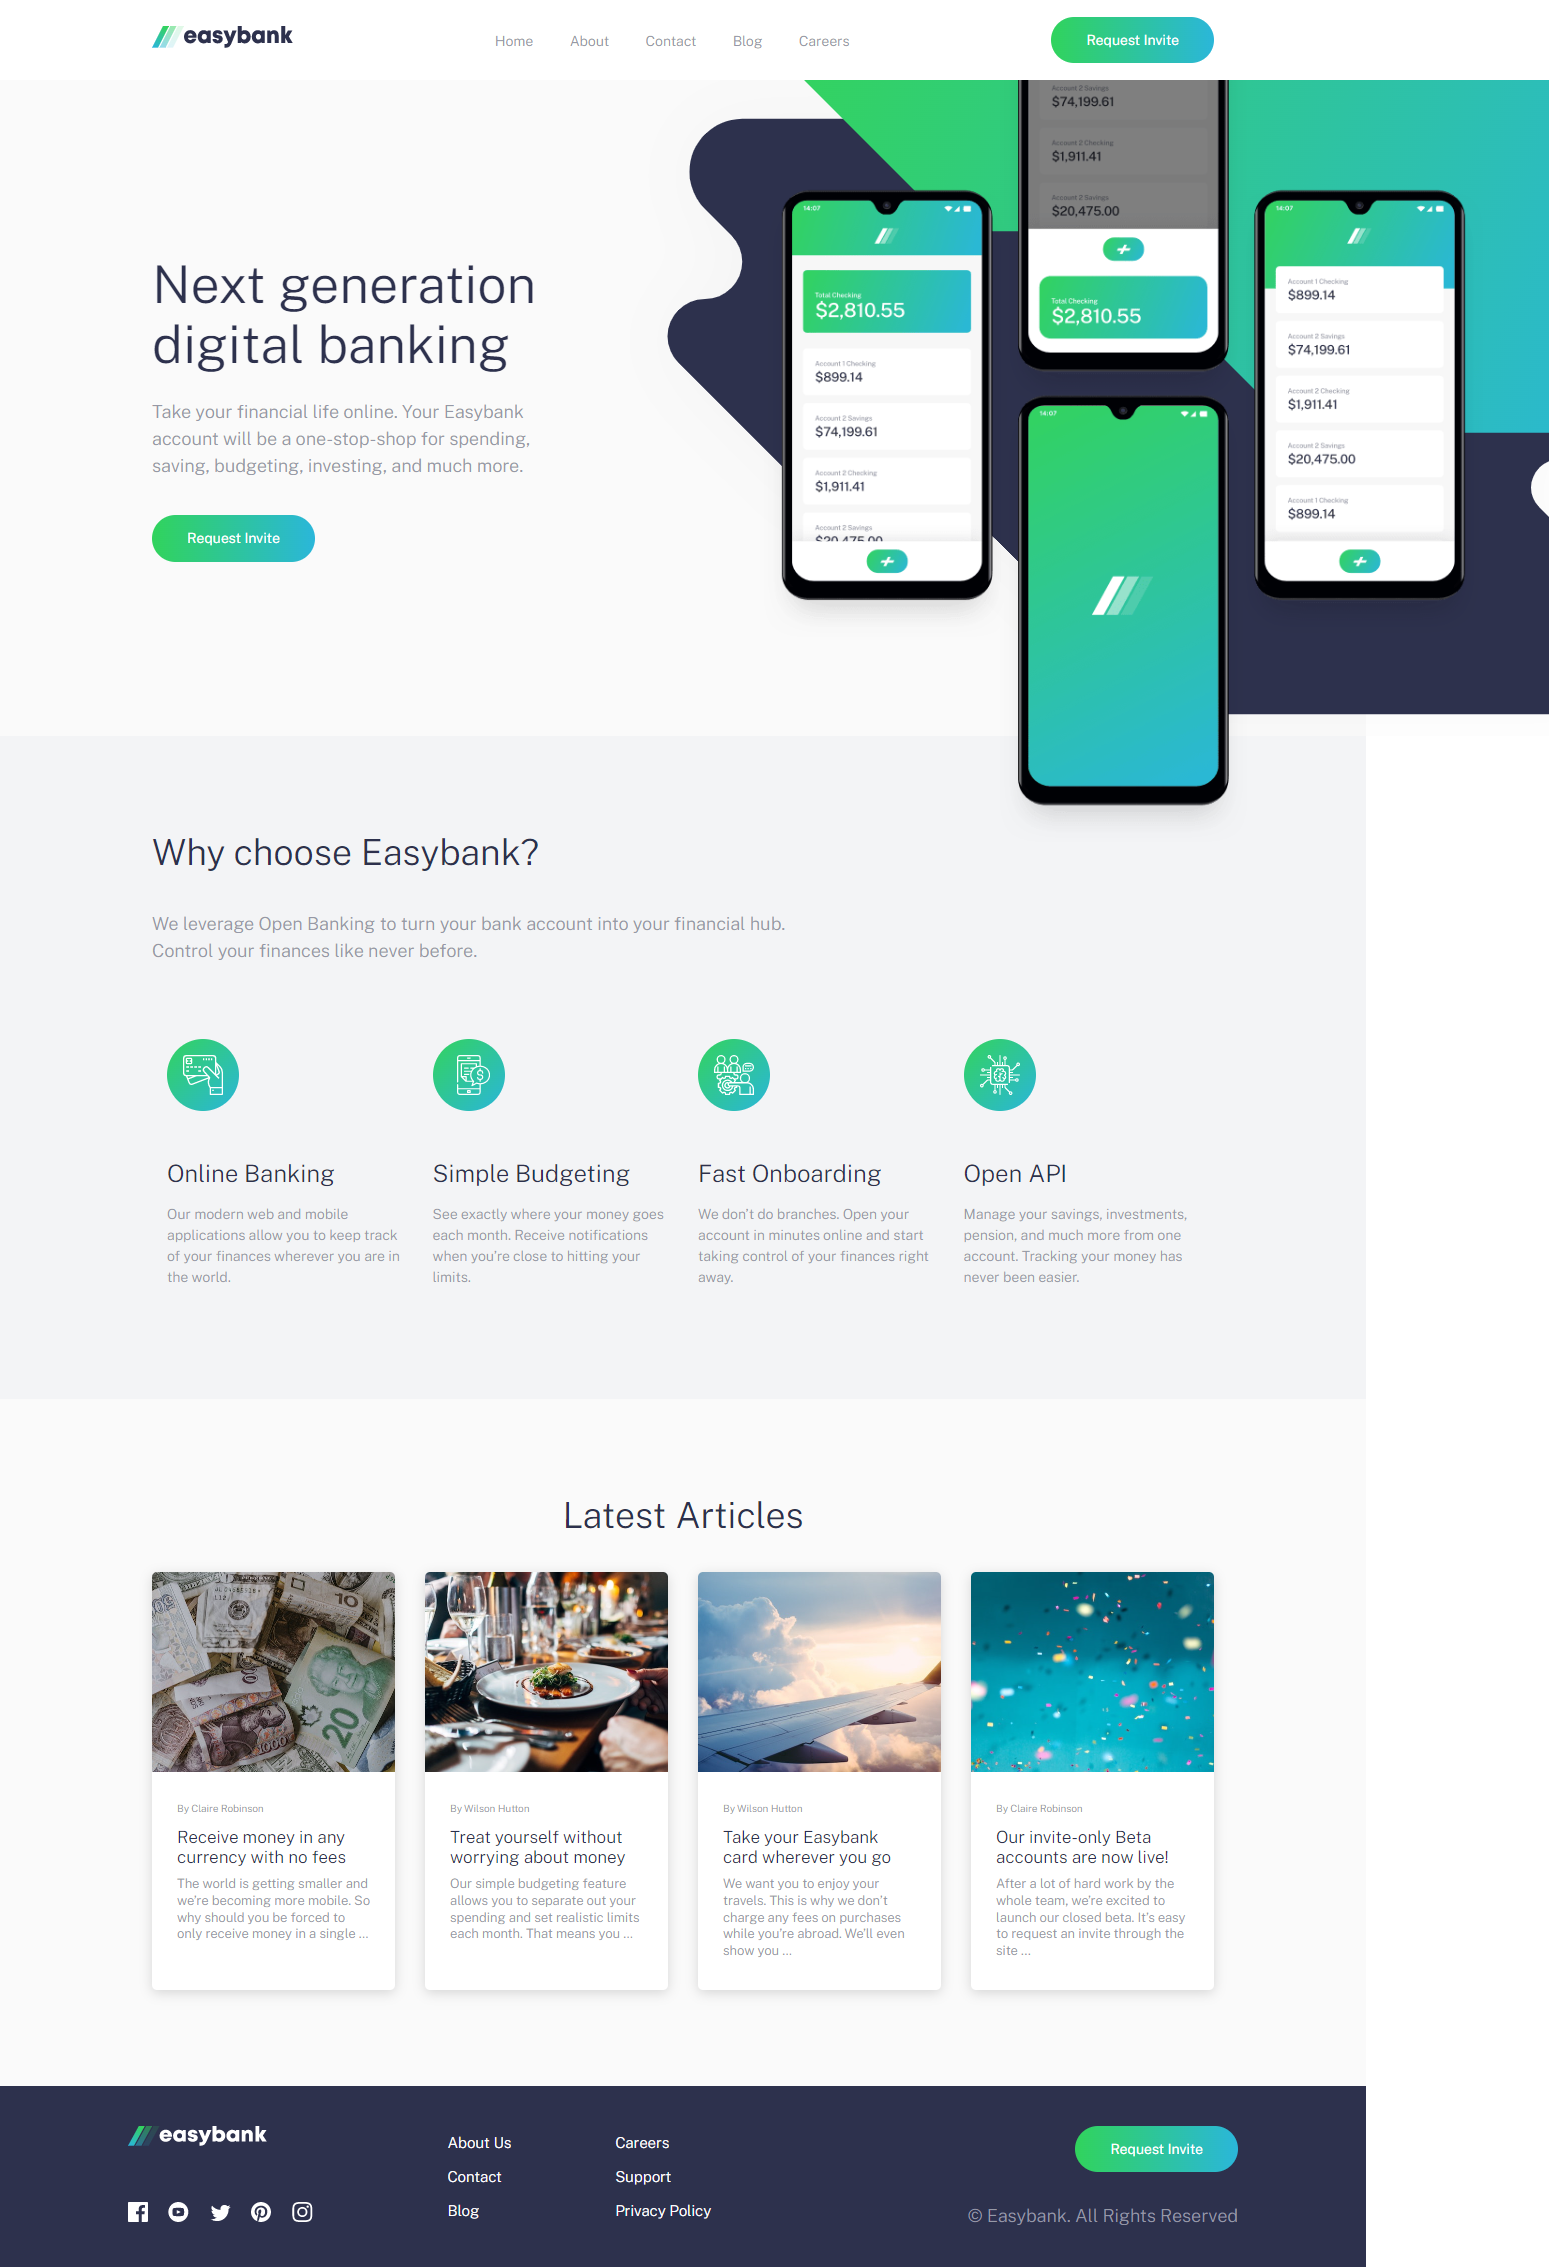 easybank
Home
About
Contact
Blog
Careers
Request Invite
Next generation
digital banking
Take your financial life online. Your Easybank
account will be a one-stop-shop for spending,
saving, budgeting, investing, and much more.
Request Invite
14:07
Total Checking
$2,810.55
Account 1 Checking
$899.14
Account 2 Savings
$74,199.61
Account 2 Checking
$1,911.41
Account 2 Savings
$20,475.00
Account 2 Savings
$74,199.61
Account 2 Checking
$1,911.41
Account 2 Savings
$20,475.00
Total Checking
$2,810.55
14:07
14:07
Account 1 Checking
$899.14
Account 2 Savings
$74,199.61
Account 2 Checking
$1,911.41
Account 2 Savings
$20,475.00
Account 1 Checking
$899.14
Why choose Easybank?
We leverage Open Banking to turn your bank account into your financial hub.
Control your finances like never before.
Online Banking
Our modern web and mobile
applications allow you to keep track
of your finances wherever you are in
the world.
Simple Budgeting
See exactly where your money goes
each month. Receive notifications
when you're close to hitting your
limits.
Fast Onboarding
We don't do branches. Open your
account in minutes online and start
taking control of your finances right
away.
Open API
Manage your savings, investments,
pension, and much more from one
account. Tracking your money has
never been easier.
Latest Articles
10
20
1000
By Claire Robinson
Receive money in any
currency with no fees
The world is getting smaller and
we're becoming more mobile. So
why should you be forced to
only receive money in a single ...
By Wilson Hutton
Treat yourself without
worrying about money
Our simple budgeting feature
allows you to separate out your
spending and set realistic limits
each month. That means you ...
By Wilson Hutton
Take your Easybank
card wherever you go
We want you to enjoy your
travels. This is why we don't
charge any fees on purchases
while you're abroad. We'll even
show you ...
By Claire Robinson
Our invite-only Beta
accounts are now live!
After a lot of hard work by the
whole team, we're excited to
launch our closed beta. It's easy
to request an invite through the
site ...
easybank
About Us
Contact
Blog
Careers
Support
Privacy Policy
Request Invite
© Easybank. All Rights Reserved